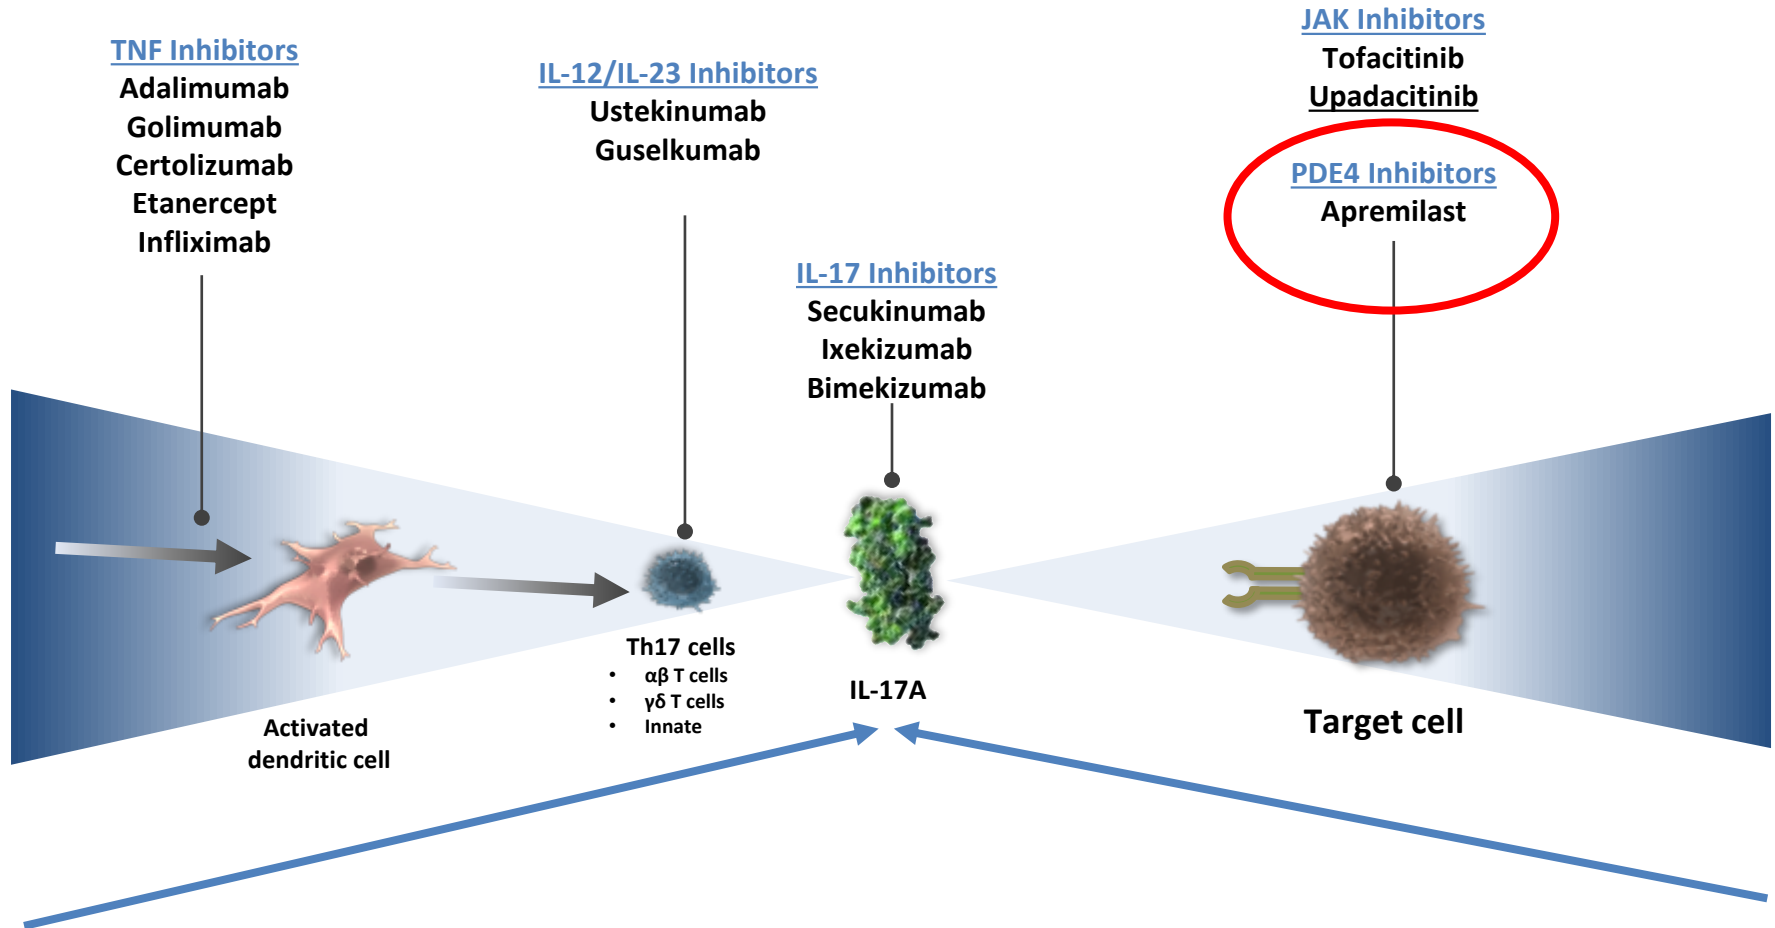 TNF Inhibitors
Adalimumab
Golimumab
Certolizumab
Etanercept
Infliximab
IL-12/IL-23 Inhibitors
Ustekinumab
Guselkumab
IL-17 Inhibitors
Secukinumab
Ixekizumab
Bimekizumab
JAK Inhibitors
Tofacitinib
Upadacitinib
PDE4 Inhibitors
Apremilast
Activated
dendritic cell
Th17 cells
• αβ T cells
• γδ T cells
• Innate
IL-17A
Target cell